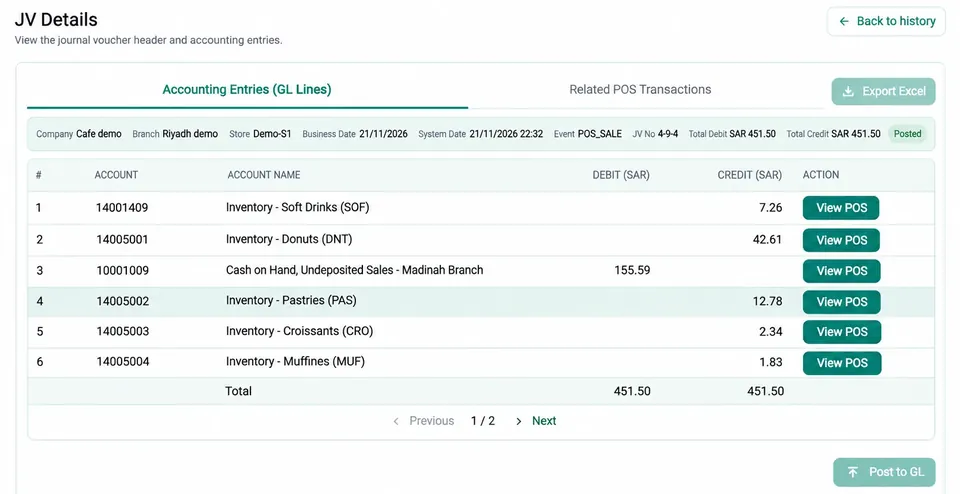 JV Details
← Back to history
View the journal voucher header and accounting entries.
Accounting Entries (GL Lines) Related POS Transactions Export Excel
Company Cafe demo Branch Riyadh demo Store Demo-S1 Business Date 21/11/2026 System Date 21/11/2026 22:32 Event POS_SALE JV No 4-9-4 Total Debit SAR 451.50 Total Credit SAR 451.50 Posted
# ACCOUNT ACCOUNT NAME DEBIT (SAR) CREDIT (SAR) ACTION
1 14001409 Inventory - Soft Drinks (SOF) 7.26 View POS
2 14005001 Inventory - Donuts (DNT) 42.61 View POS
3 10001009 Cash on Hand, Undeposited Sales - Madinah Branch 155.59 View POS
4 14005002 Inventory - Pastries (PAS) 12.78 View POS
5 14005003 Inventory - Croissants (CRO) 2.34 View POS
6 14005004 Inventory - Muffines (MUF) 1.83 View POS
Total 451.50 451.50
‹ Previous 1 / 2 › Next
Post to GL